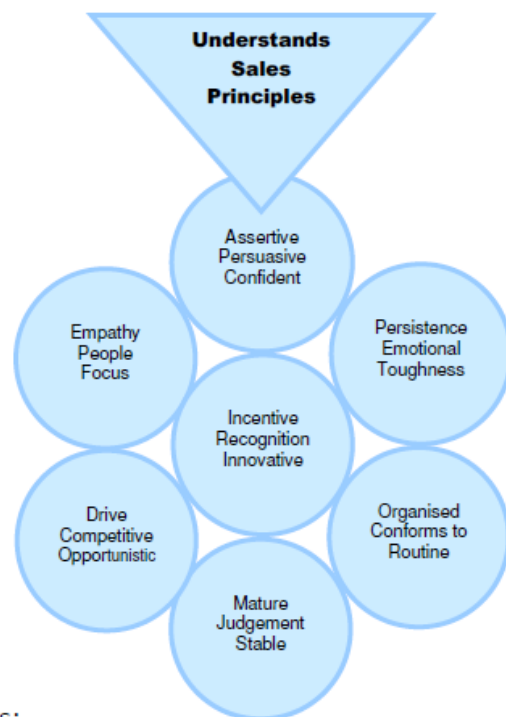 Understands
Sales
Principles
Assertive
Persuasive
Confident
Empathy
People
Focus
Persistence
Emotional
Toughness
Incentive
Recognition
Innovative
Drive
Competitive
Opportunistic
Organised
Conforms to
Routine
Mature
Judgement
Stable